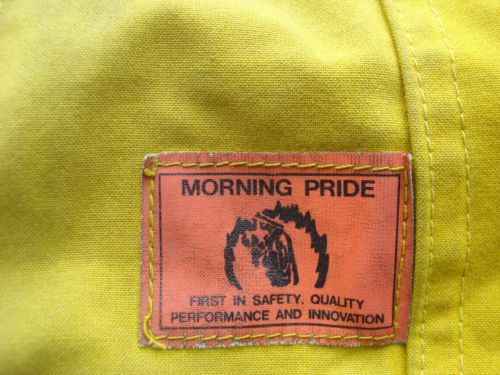 MORNING PRIDE
FIRST IN SAFETY. QUALITY
PERFORMANCE AND INNOVATION